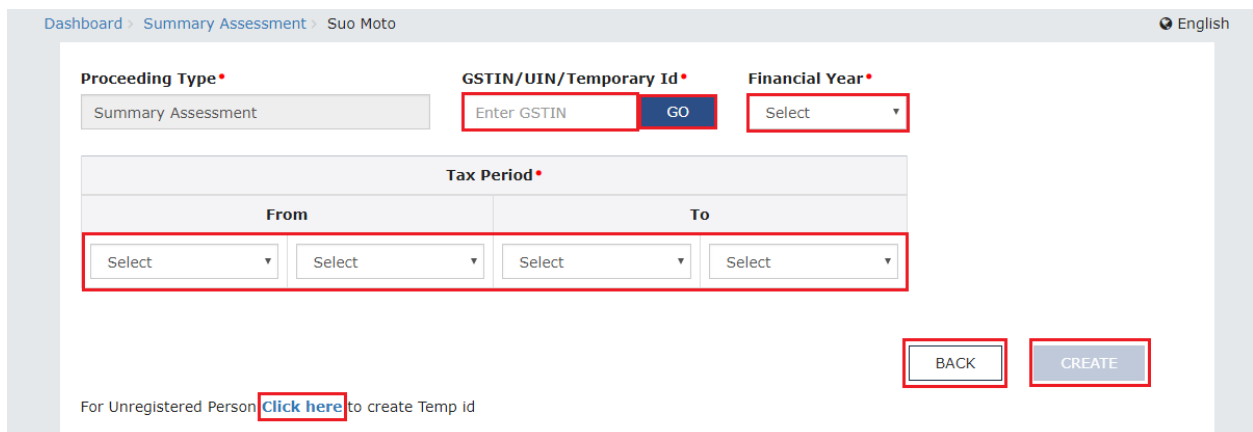 Dashboard > Summary Assessment > Suo Moto English
Proceeding Type• GSTIN/UIN/Temporary Id• Financial Year•
Summary Assessment Enter GSTIN GO Select
Tax Period•
From To
Select Select Select Select
BACK CREATE
For Unregistered Person Click here to create Temp id